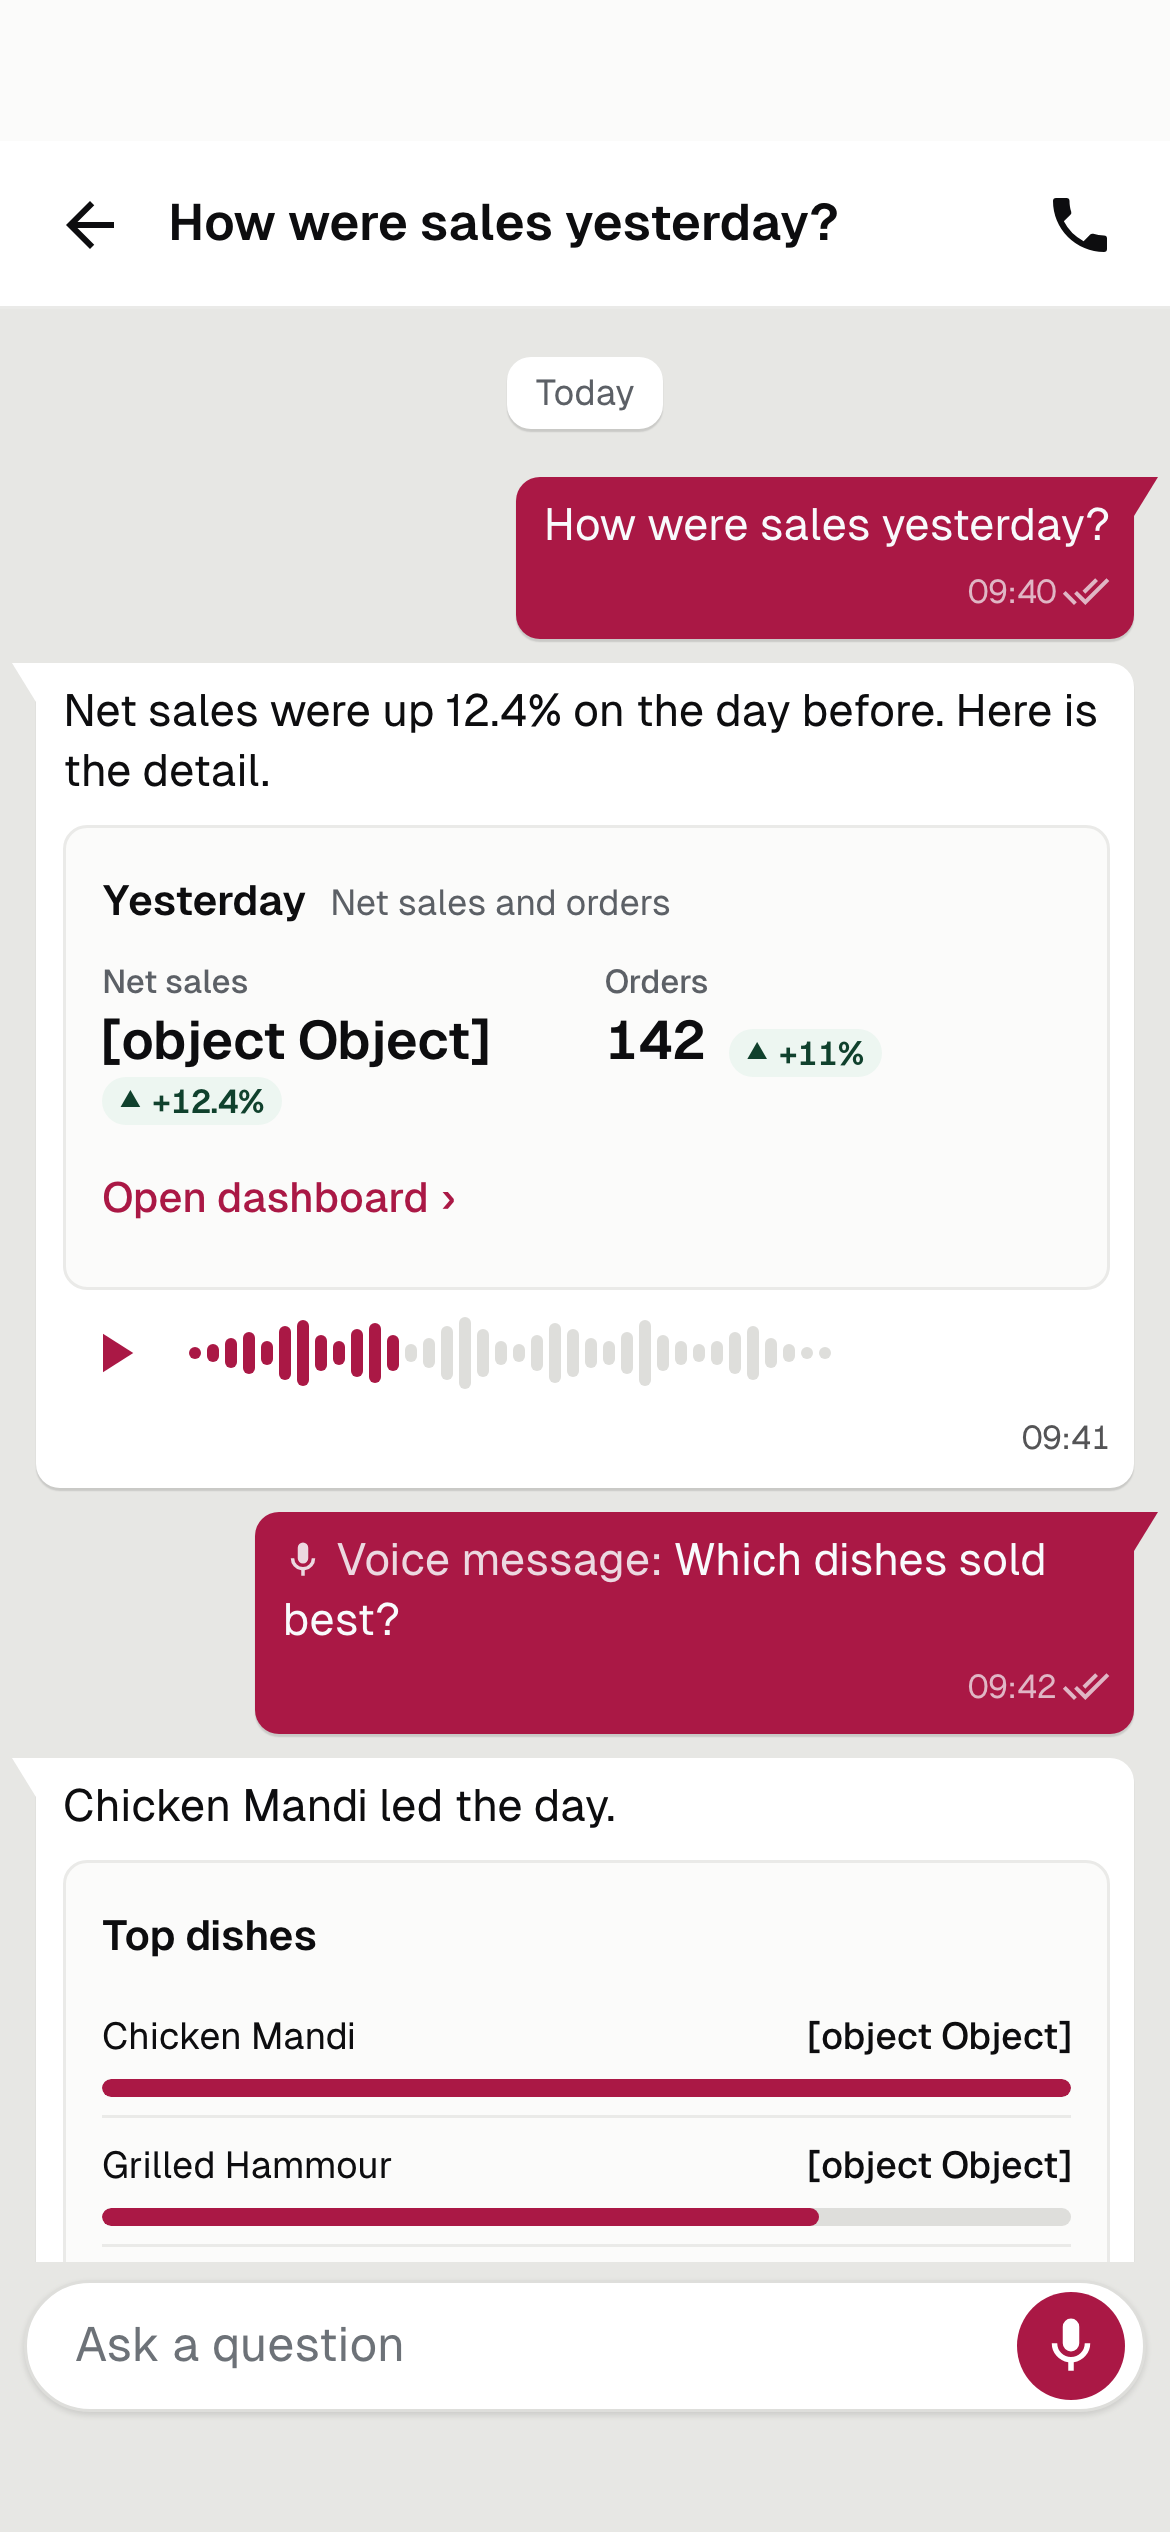 How were sales yesterday?
Today
How were sales yesterday?
09:40
Net sales were up 12.4% on the day before. Here is
the detail.
Yesterday Net sales and orders
Net sales Orders
[object Object] 142 ▲ +11%
▲ +12.4%
Open dashboard ›
09:41
Voice message: Which dishes sold
best?
09:42
Chicken Mandi led the day.
Top dishes
Chicken Mandi [object Object]
Grilled Hammour [object Object]
Ask a question